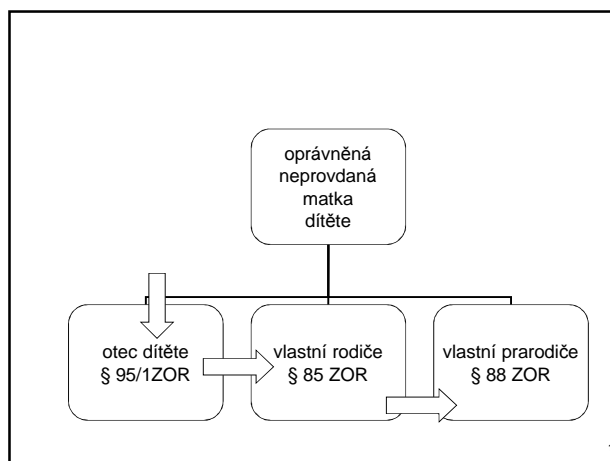 oprávněná
neprovdaná
matka
dítěte
otec dítěte
§ 95/1ZOR
vlastní rodiče
§ 85 ZOR
vlastní prarodiče
§ 88 ZOR